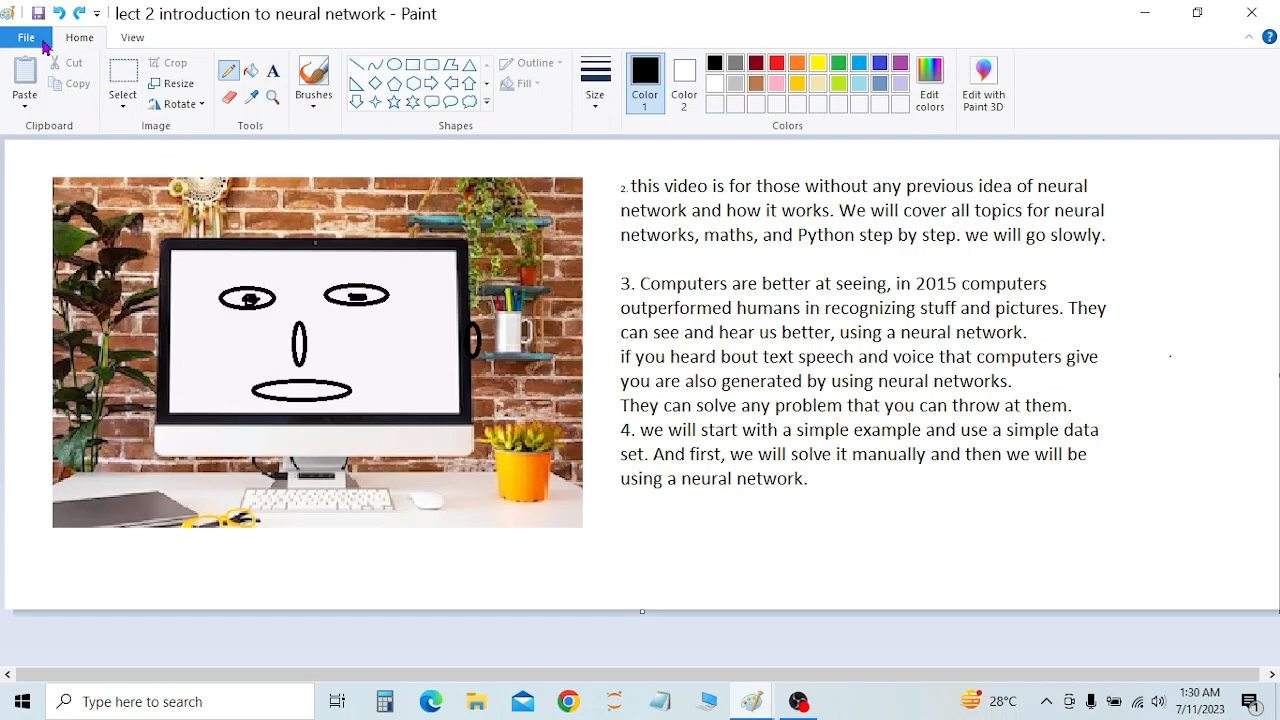 lect 2 introduction to neural network - Paint
File Home View
Paste
Cut
Copy
Clipboard
Select
Crop
Resize
Rotate
Image
Tools
Brushes
Shapes
Outline
Fill
Size
Color 1
Color 2
Edit colors
Colors
Edit with Paint 3D
2. this video is for those without any previous idea of neural
network and how it works. We will cover all topics for neural
networks, maths, and Python step by step. we will go slowly.
3. Computers are better at seeing, in 2015 computers
outperformed humans in recognizing stuff and pictures. They
can see and hear us better, using a neural network.
if you heard bout text speech and voice that computers give
you are also generated by using neural networks.
They can solve any problem that you can throw at them.
4. we will start with a simple example and use a simple data
set. And first, we will solve it manually and then we will be
using a neural network.
Type here to search
28°C
1:30 AM
7/11/2023
1